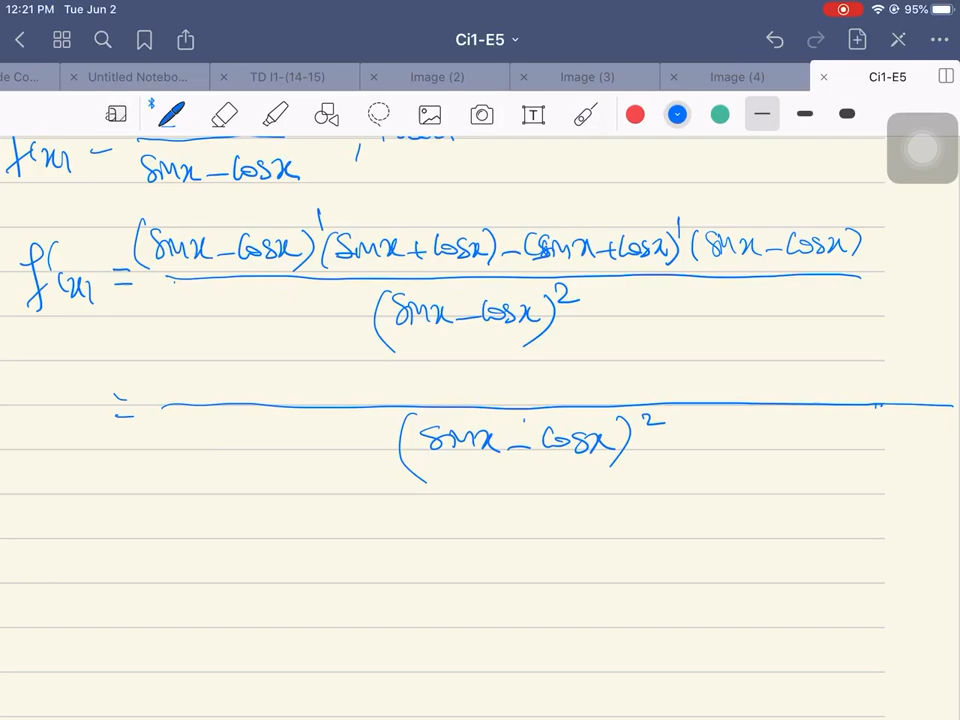 12:21 PM Tue Jun 2 95%
Ci1-E5
de Co... Untitled Notebo... TD I1-(14-15) Image (2) Image (3) Image (4) Ci1-E5
f(x) =
sinx - cosx ,
f'(x) = (sinx - cosx)' (sinx + cosx) - (sinx + cosx)' (sinx - cosx)
(sinx - cosx)^2
=
(sinx - cosx)^2